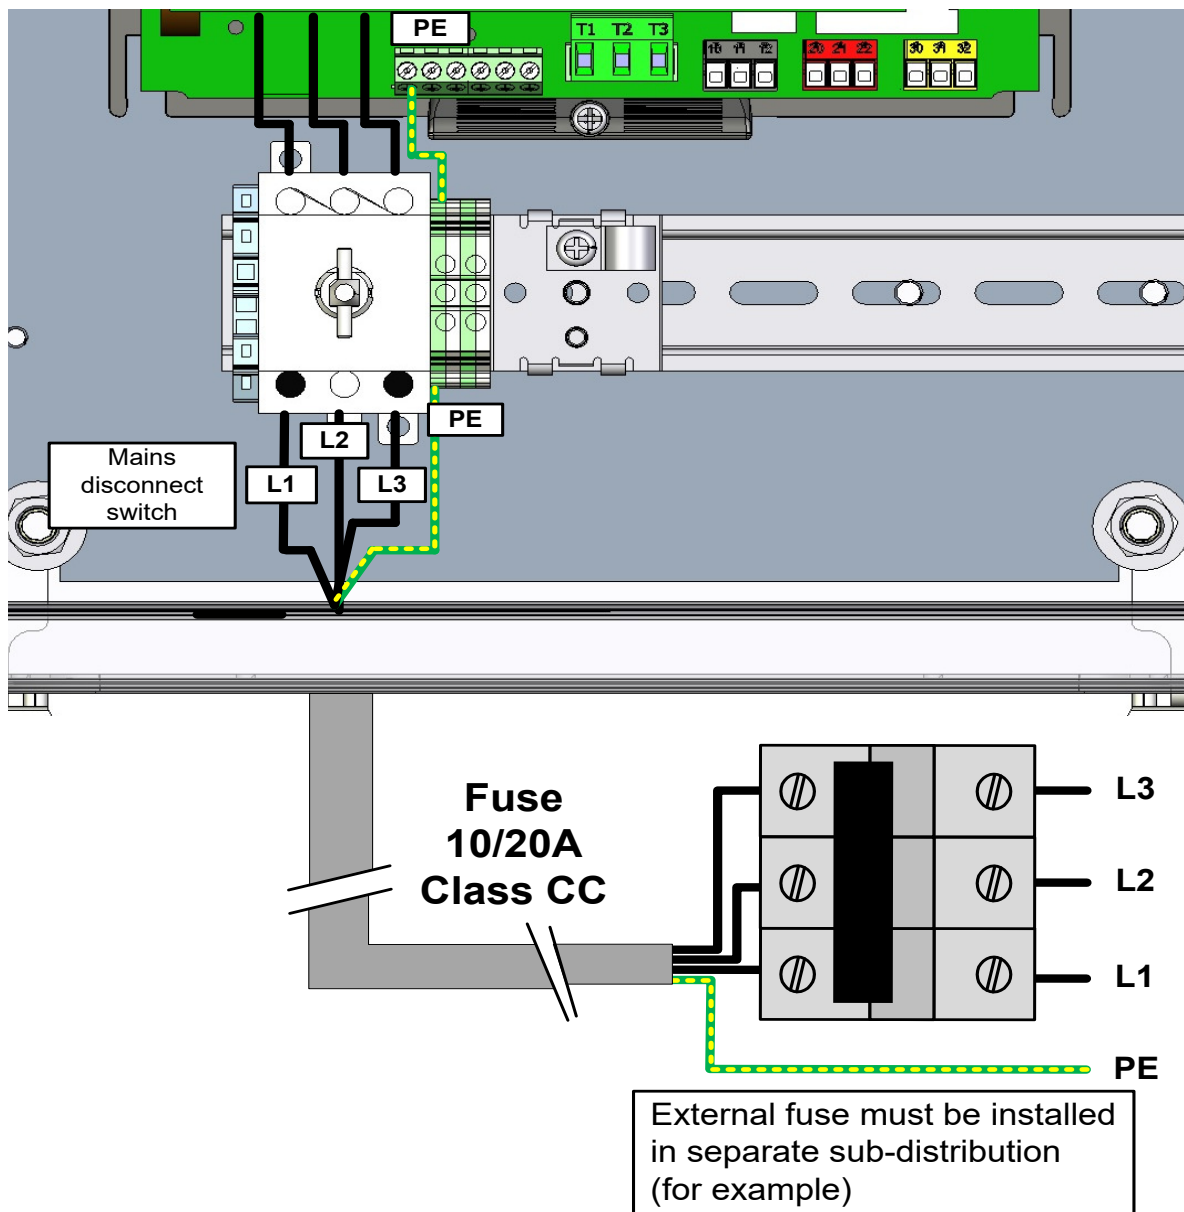 PE
T1 T2 T3
10 11 12
20 21 22
30 31 32
PE
L2
L1
L3
Mains
disconnect
switch
Fuse
10/20A
Class CC
L3
L2
L1
PE
External fuse must be installed
in separate sub-distribution
(for example)